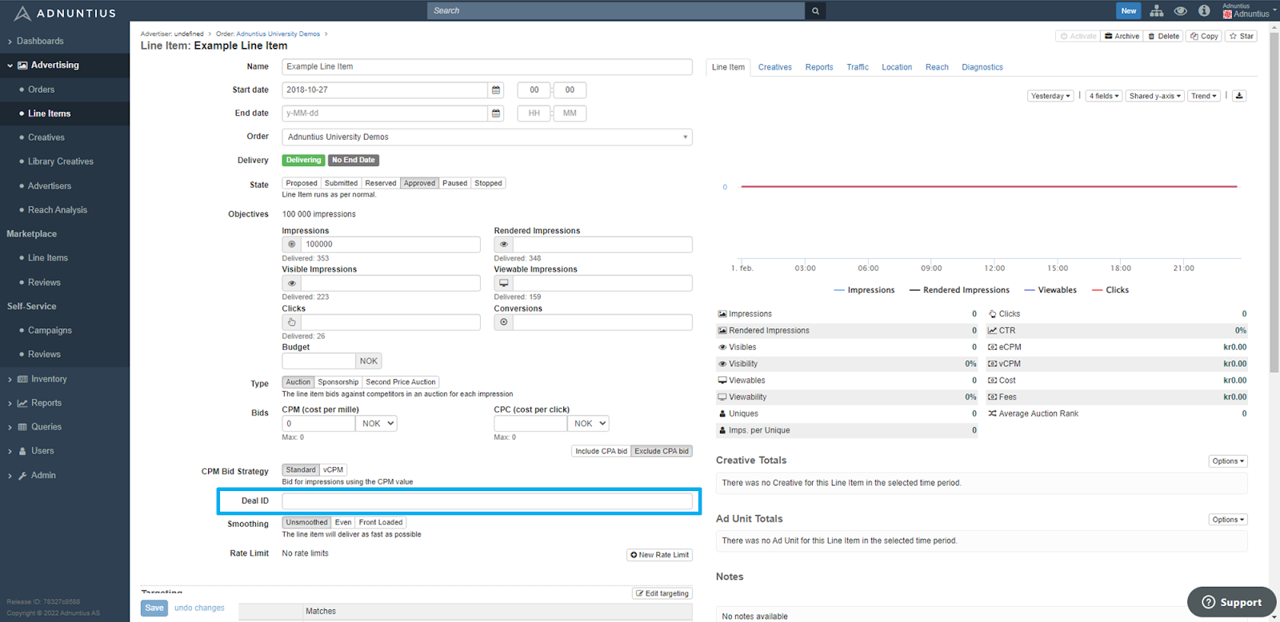 ADNUNTIUS
Search
New
Adnuntius
Adnuntius
Dashboards
Advertising
Orders
Line Items
Creatives
Library Creatives
Advertisers
Reach Analysis
Marketplace
Line Items
Reviews
Self-Service
Campaigns
Reviews
Inventory
Reports
Queries
Users
Admin
Copyright © 2022 Adnuntius AS
Advertiser: undefined > Order: Adnuntius University Demos >
Line Item: Example Line Item
Activate Archive Delete Copy Star
Name Example Line Item
Start date 2018-10-27 00 : 00
End date y-MM-dd HH : MM
Order Adnuntius University Demos
Delivery Delivering No End Date
State Proposed Submitted Reserved Approved Paused Stopped
Line Item runs as per normal.
Objectives 100 000 impressions
Impressions Rendered Impressions
100000
Delivered: 353 Delivered: 348
Visible Impressions Viewable Impressions
Delivered: 223 Delivered: 159
Clicks Conversions
Delivered: 26
Budget
NOK
Type Auction Sponsorship Second Price Auction
The line item bids against competitors in an auction for each impression
Bids CPM (cost per mille) CPC (cost per click)
0 NOK NOK
Max: 0 Max: 0
Include CPA bid Exclude CPA bid
CPM Bid Strategy Standard vCPM
Bid for impressions using the CPM value
Deal ID
Smoothing Unsmoothed Even Front Loaded
The line item will deliver as fast as possible
Rate Limit No rate limits New Rate Limit
Targeting Edit targeting
Save undo changes
Matches
Line Item Creatives Reports Traffic Location Reach Diagnostics
Yesterday | 4 fields Shared y-axis Trend |
0
1. feb. 03:00 06:00 09:00 12:00 15:00 18:00 21:00
Impressions Rendered Impressions Viewables Clicks
Impressions 0 Clicks 0
Rendered Impressions 0 CTR 0%
Visibles 0 eCPM kr0.00
Visibility 0% vCPM kr0.00
Viewables 0 Cost kr0.00
Viewability 0% Fees kr0.00
Uniques 0 Average Auction Rank 0
Imps. per Unique 0
Creative Totals Options
There was no Creative for this Line Item in the selected time period.
Ad Unit Totals Options
There was no Ad Unit for this Line Item in the selected time period.
Notes
No notes available
Support